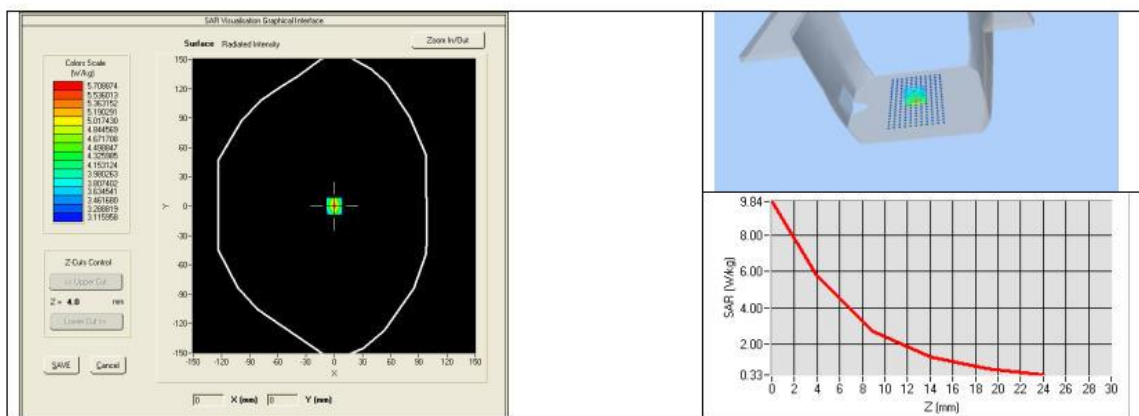 SAR Visualisation Graphical Interface
Surface Radiated Intensity
Zoom In/Out
Colors Scale
(W/kg)
5.708874
5.536013
5.363152
5.190291
5.017430
4.844569
4.671708
4.498847
4.325985
4.153124
3.980263
3.807402
3.634541
3.461680
3.288819
3.115958
Z-Cuts Control
<< Upper Cut
Z = 4.0 mm
Lower Cut >>
SAVE Cancel
Y
150
120
90
60
30
0
-30
-60
-90
-120
-150
-150 -120 -90 -60 -30 0 30 60 90 120 150
X
0 X (mm) 0 Y (mm)
SAR (W/kg)
9.84
8.00
6.00
4.00
2.00
0.33
0 2 4 6 8 10 12 14 16 18 20 22 24 26 28 30
Z (mm)